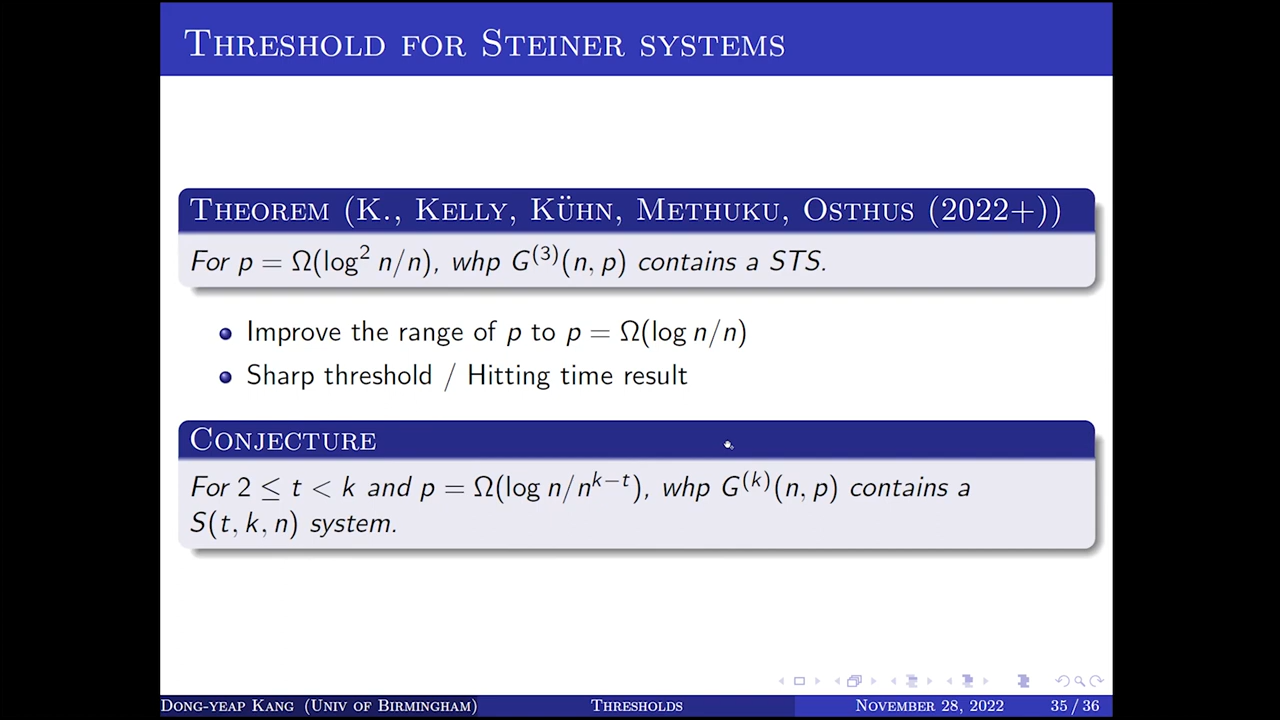 Threshold for Steiner systems
Theorem (K., Kelly, Kühn, Methuku, Osthus (2022+))
For p = Ω(log² n/n), whp G⁽³⁾(n, p) contains a STS.
Improve the range of p to p = Ω(log n/n)
Sharp threshold / Hitting time result
Conjecture
For 2 ≤ t < k and p = Ω(log n/nᵏ⁻ᵗ), whp G⁽ᵏ⁾(n, p) contains a
S(t, k, n) system.
Dong-yeap Kang (Univ of Birmingham) Thresholds November 28, 2022 35 / 36